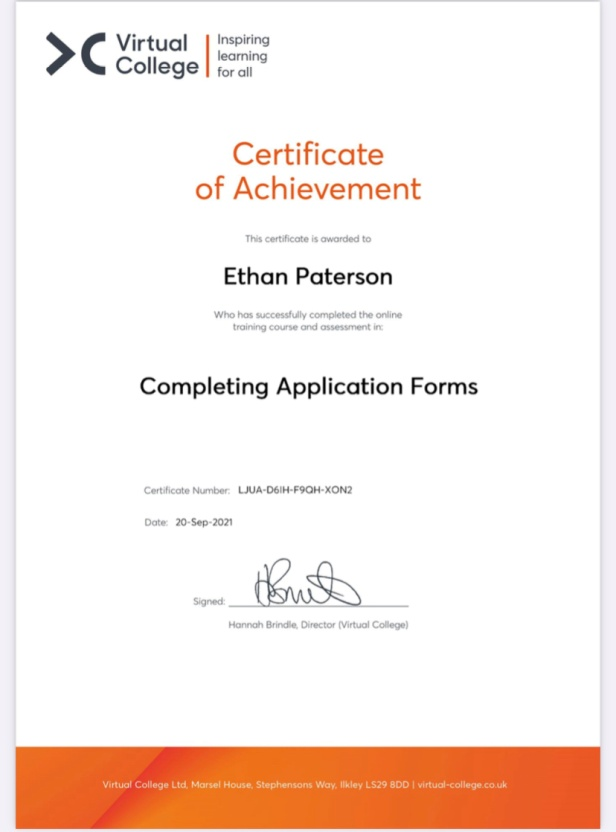 Virtual
College
Inspiring
learning
for all
Certificate
of Achievement
This certificate is awarded to
Ethan Paterson
Who has successfully completed the online
training course and assessment in:
Completing Application Forms
Certificate Number: LJUA-D6IH-F9QH-XON2
Date: 20-Sep-2021
Signed:
Hannah Brindle, Director (Virtual College)
Virtual College Ltd, Marsel House, Stephensons Way, Ilkley LS29 8DD | virtual-college.co.uk